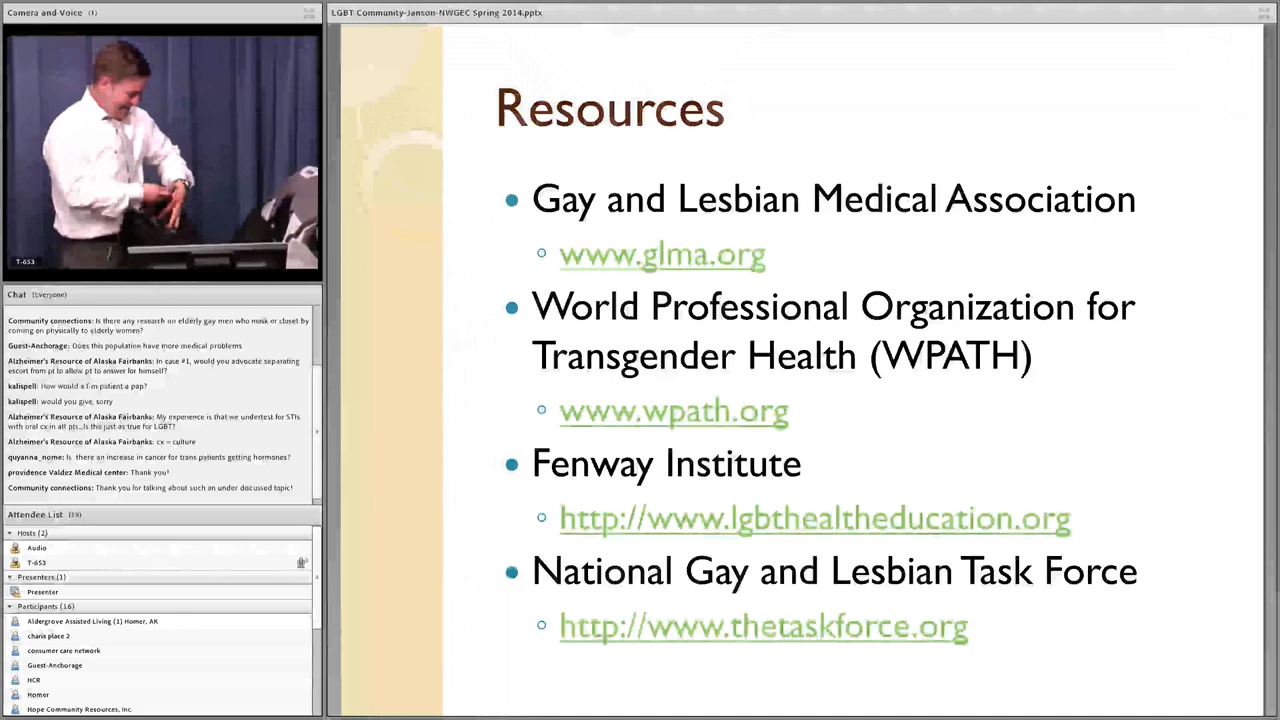 Camera and Voice (1)
T-653
Chat (Everyone)
Community connections: Is there any research on elderly gay men who mask or closet by
coming on physically to elderly women?
Guest-Anchorage: Does this population have more medical problems
Alzheimer's Resource of Alaska Fairbanks: In case #1, would you advocate separating
escort from pt to allow pt to answer for himself?
kalispell: How would a f:m patient a pap?
kalispell: would you give, sorry
Alzheimer's Resource of Alaska Fairbanks: My experience is that we undertest for STIs
with oral cx in all pts...Is this just as true for LGBT?
Alzheimer's Resource of Alaska Fairbanks: cx = culture
quyanna_nome: Is there an increase in cancer for trans patients getting hormones?
providence Valdez Medical center: Thank you!
Community connections: Thank you for talking about such an under discussed topic!
Attendee List (19)
Hosts (2)
Audio
T-653
Presenters (1)
Presenter
Participants (16)
Aldergrove Assisted Living (1) Homer, AK
charis place 2
consumer care network
Guest-Anchorage
HCR
Homer
Hope Community Resources, Inc.
LGBT Community-Janson-NWGEC Spring 2014.pptx
Resources
• Gay and Lesbian Medical Association
www.glma.org
• World Professional Organization for
Transgender Health (WPATH)
www.wpath.org
• Fenway Institute
http://www.lgbthealtheducation.org
• National Gay and Lesbian Task Force
http://www.thetaskforce.org